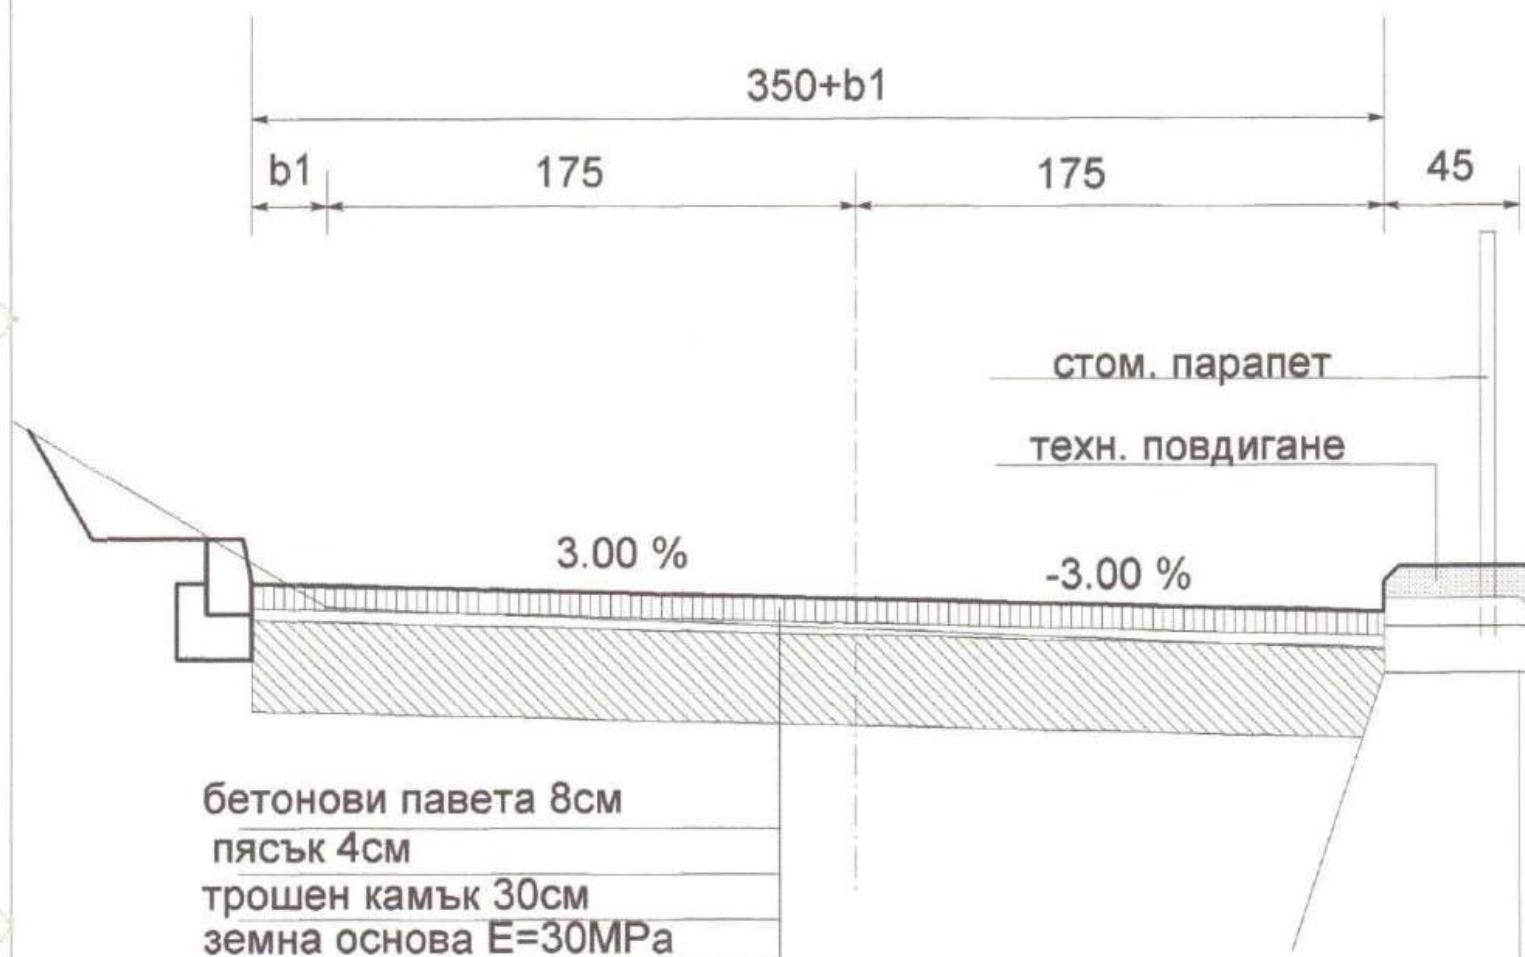 350+b1
b1
175
175
45
стом. парапет
техн. повдигане
3.00 %
-3.00 %
бетонови павета 8см
пясък 4см
трошен камък 30см
земна основа E=30MPa